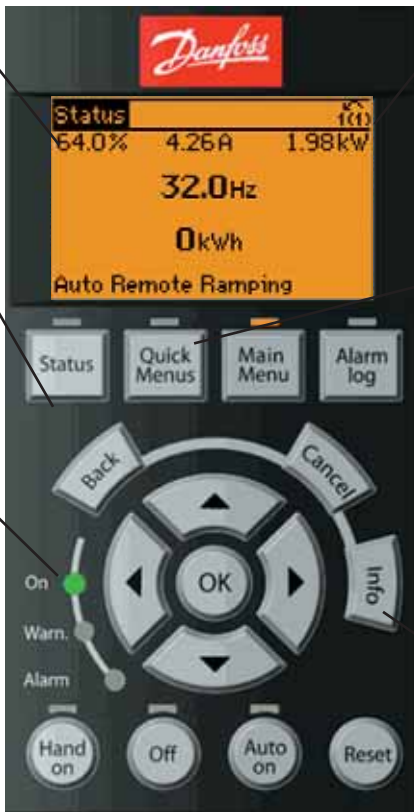 Danfoss
Status 1(1)
64.0% 4.26A 1.98kW
32.0Hz
0kWh
Auto Remote Ramping
Status Quick Menus Main Menu Alarm log
Back Cancel
Info
OK
On
Warn.
Alarm
Hand on Off Auto on Reset